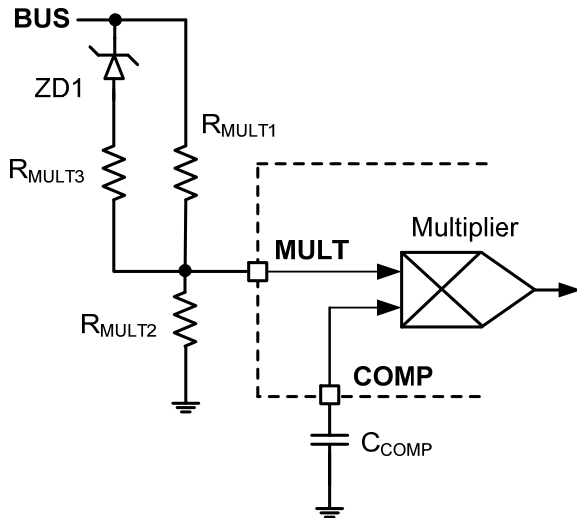 BUS
ZD1
RMULT1
RMULT3
MULT
Multiplier
RMULT2
COMP
CCOMP